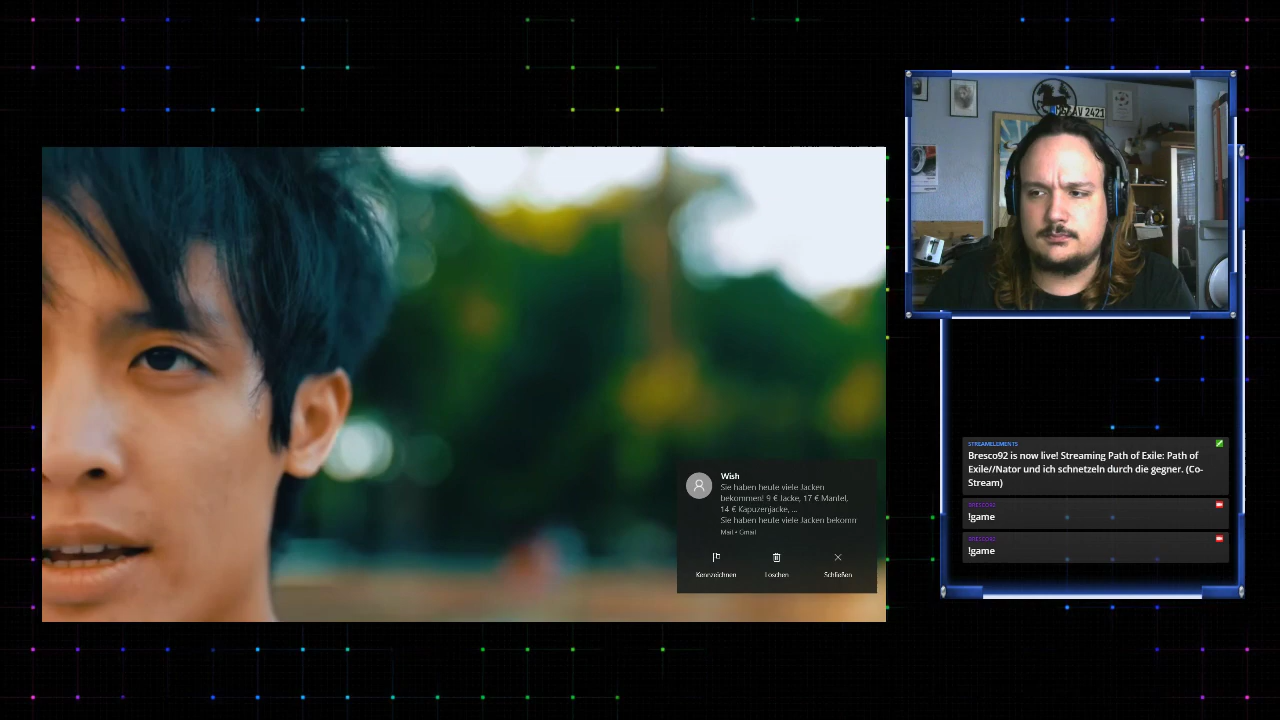 AV 2421
Wish
Sie haben heute viele Jacken
bekommen! 9 € Jacke, 17 € Mantel,
14 € Kapuzenjacke, ...
Sie haben heute viele Jacken bekomm
Mail • Gmail
Kennzeichnen
Löschen
Schließen
STREAMELEMENTS
Bresco92 is now live! Streaming Path of Exile: Path of
Exile//Nator und ich schnetzeln durch die gegner. (Co-
Stream)
!game
!game